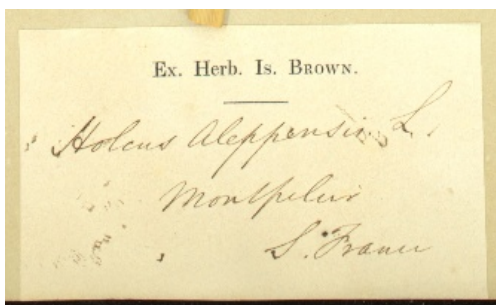 Ex. Herb. Is. Brown.
Holcus Aleppensis L.
Montpelier
S. France